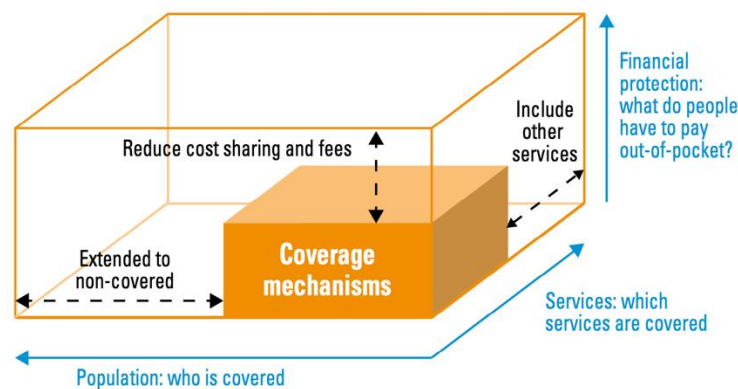 Financial
protection:
what do people
have to pay
out-of-pocket?
Include
other
services
Reduce cost sharing and fees
Extended to
non-covered
Coverage
mechanisms
Services: which
services are covered
Population: who is covered